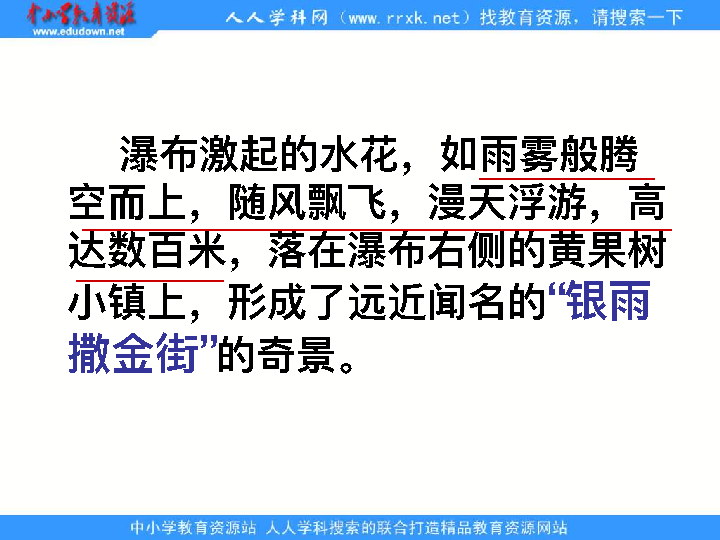 中小学教育资源
www.edudown.net
人人学科网（www.rrxk.net）找教育资源，请搜索一下
瀑布激起的水花，如雨雾般腾
空而上，随风飘飞，漫天浮游，高
达数百米，落在瀑布右侧的黄果树
小镇上，形成了远近闻名的“银雨
撒金街”的奇景。
中小学教育资源站 人人学科搜索的联合打造精品教育资源网站